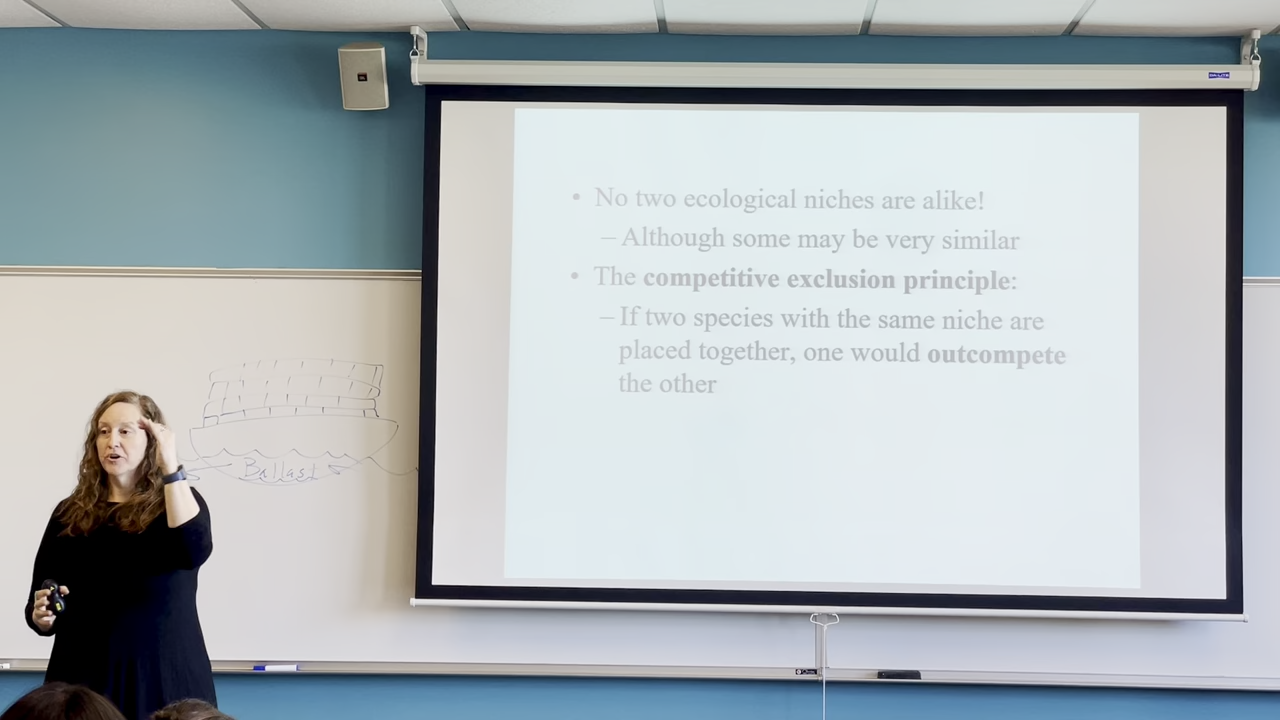 • No two ecological niches are alike!
– Although some may be very similar
• The competitive exclusion principle:
– If two species with the same niche are
placed together, one would outcompete
the other
Ballast